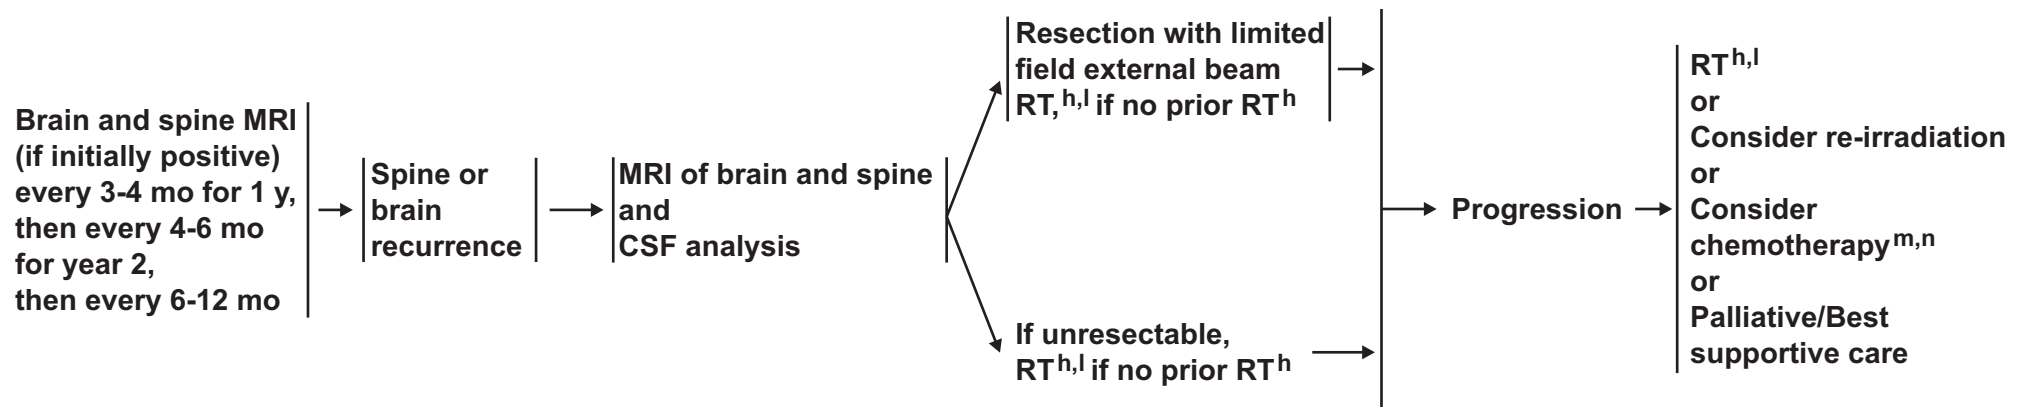 Brain and spine MRI
(if initially positive)
every 3-4 mo for 1 y,
then every 4-6 mo
for year 2,
then every 6-12 mo
Spine or
brain
recurrence
MRI of brain and spine
and
CSF analysis
Resection with limited
field external beam
RT,h,l if no prior RTh
If unresectable,
RTh,l if no prior RTh
Progression
RTh,l
or
Consider re-irradiation
or
Consider
chemotherapym,n
or
Palliative/Best
supportive care